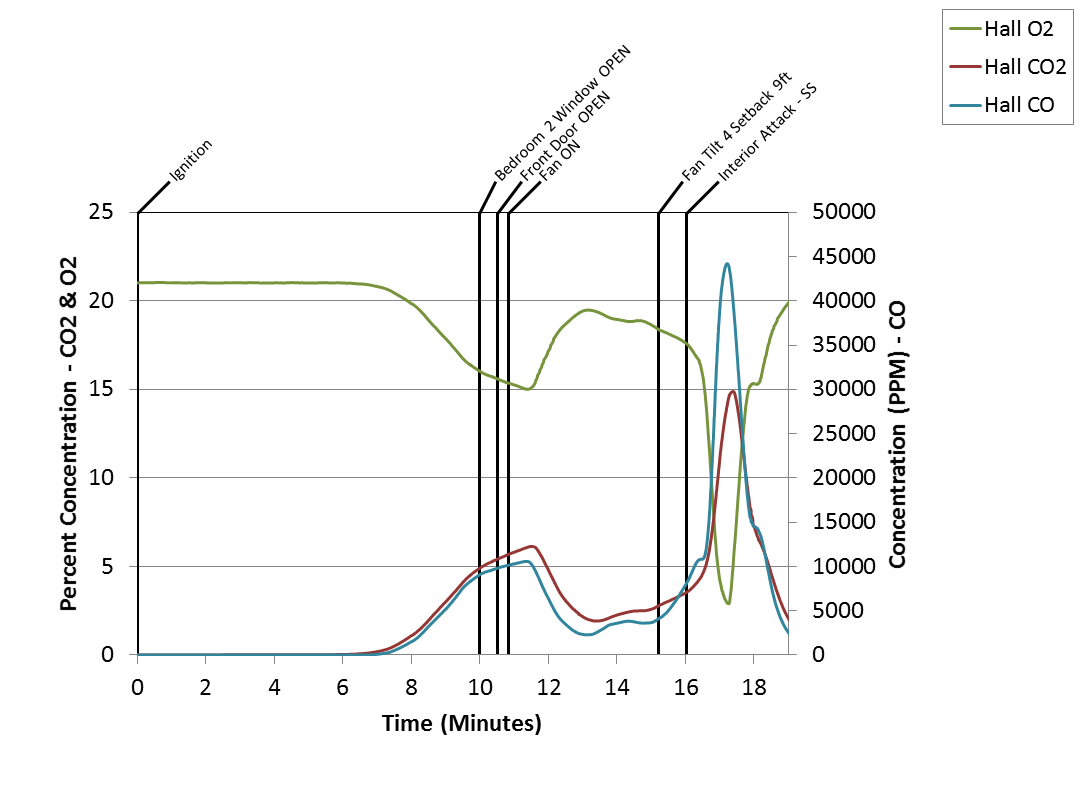 Hall O2
Hall CO2
Hall CO
Ignition
Bedroom 2 Window OPEN
Front Door OPEN
Fan ON
Fan Tilt 4 Setback 9ft
Interior Attack - SS
25
20
15
10
5
0
Percent Concentration - CO2 & O2
50000
45000
40000
35000
30000
25000
20000
15000
10000
5000
0
Concentration (PPM) - CO
0 2 4 6 8 10 12 14 16 18
Time (Minutes)